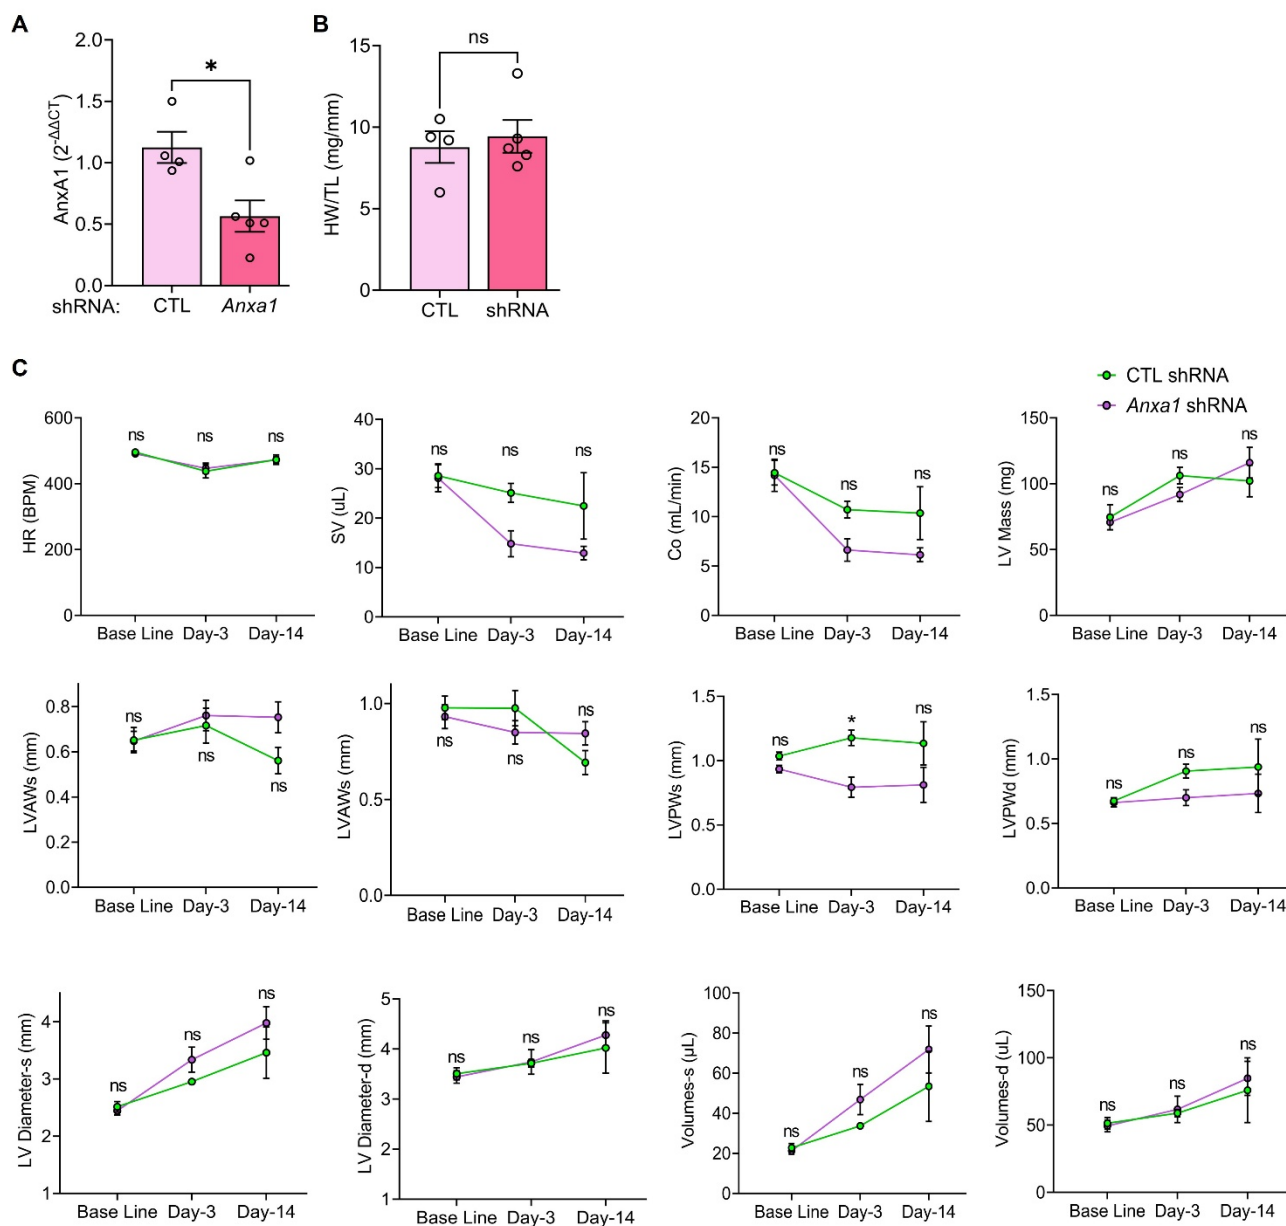 A
AnxA1 (2-ΔΔCT)
2.0
1.5
1.0
0.5
0.0
*
shRNA: CTL Anxa1
B
HW/TL (mg/mm)
15
10
5
0
ns
CTL shRNA
C
CTL shRNA
Anxa1 shRNA
HR (BPM)
600
400
200
0
ns ns ns
Base Line Day-3 Day-14
SV (uL)
40
30
20
10
0
ns ns ns
Base Line Day-3 Day-14
Co (mL/min)
20
15
10
5
0
ns ns ns
Base Line Day-3 Day-14
LV Mass (mg)
150
100
50
0
ns ns ns
Base Line Day-3 Day-14
LVAWs (mm)
0.8
0.6
0.4
0.2
0.0
ns ns ns
Base Line Day-3 Day-14
LVAWs (mm)
1.0
0.5
0.0
ns ns ns
Base Line Day-3 Day-14
LVPWs (mm)
1.5
1.0
0.5
0.0
ns * ns
Base Line Day-3 Day-14
LVPWd (mm)
1.5
1.0
0.5
0.0
ns ns ns
Base Line Day-3 Day-14
LV Diameter-s (mm)
4
3
2
1
ns ns ns
Base Line Day-3 Day-14
LV Diameter-d (mm)
5
4
3
2
1
ns ns ns
Base Line Day-3 Day-14
Volumes-s (µL)
100
80
60
40
20
0
ns ns ns
Base Line Day-3 Day-14
Volumes-d (uL)
150
100
50
0
ns ns ns
Base Line Day-3 Day-14